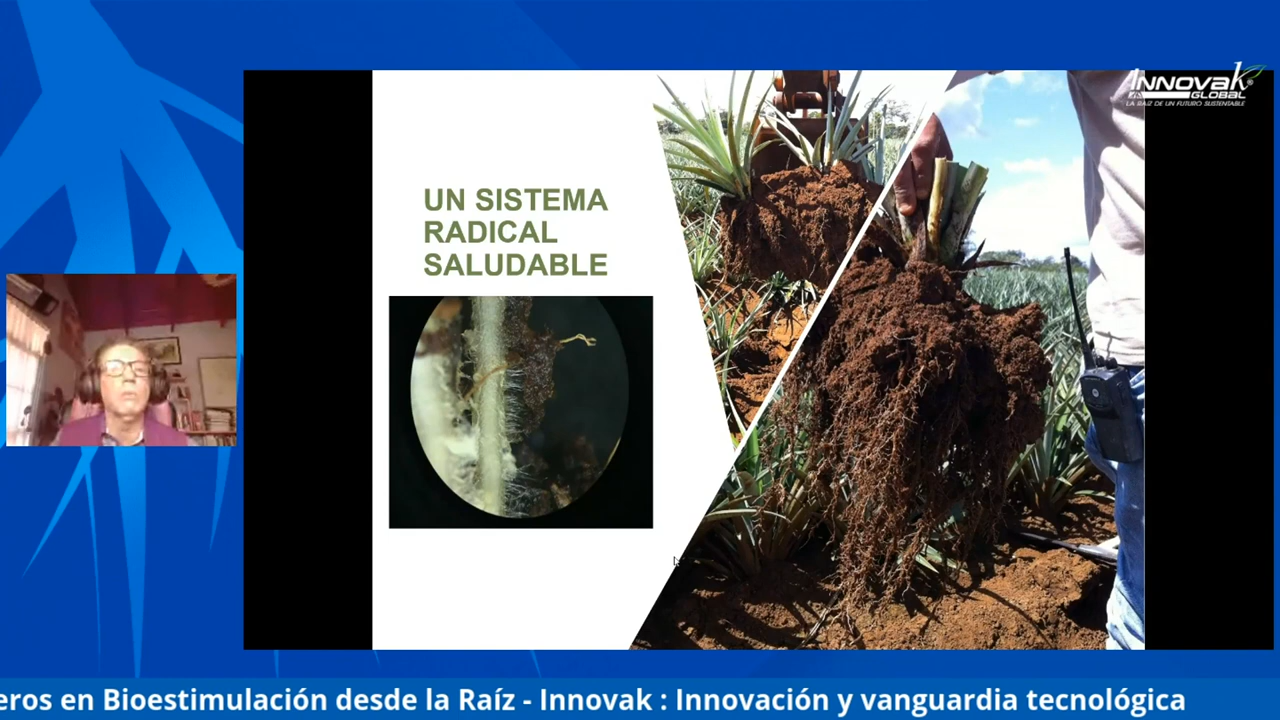 Innovak
GLOBAL
LA RAÍZ DE UN FUTURO SUSTENTABLE
UN SISTEMA
RADICAL
SALUDABLE
eros en Bioestimulación desde la Raíz - Innovak : Innovación y vanguardia tecnológica